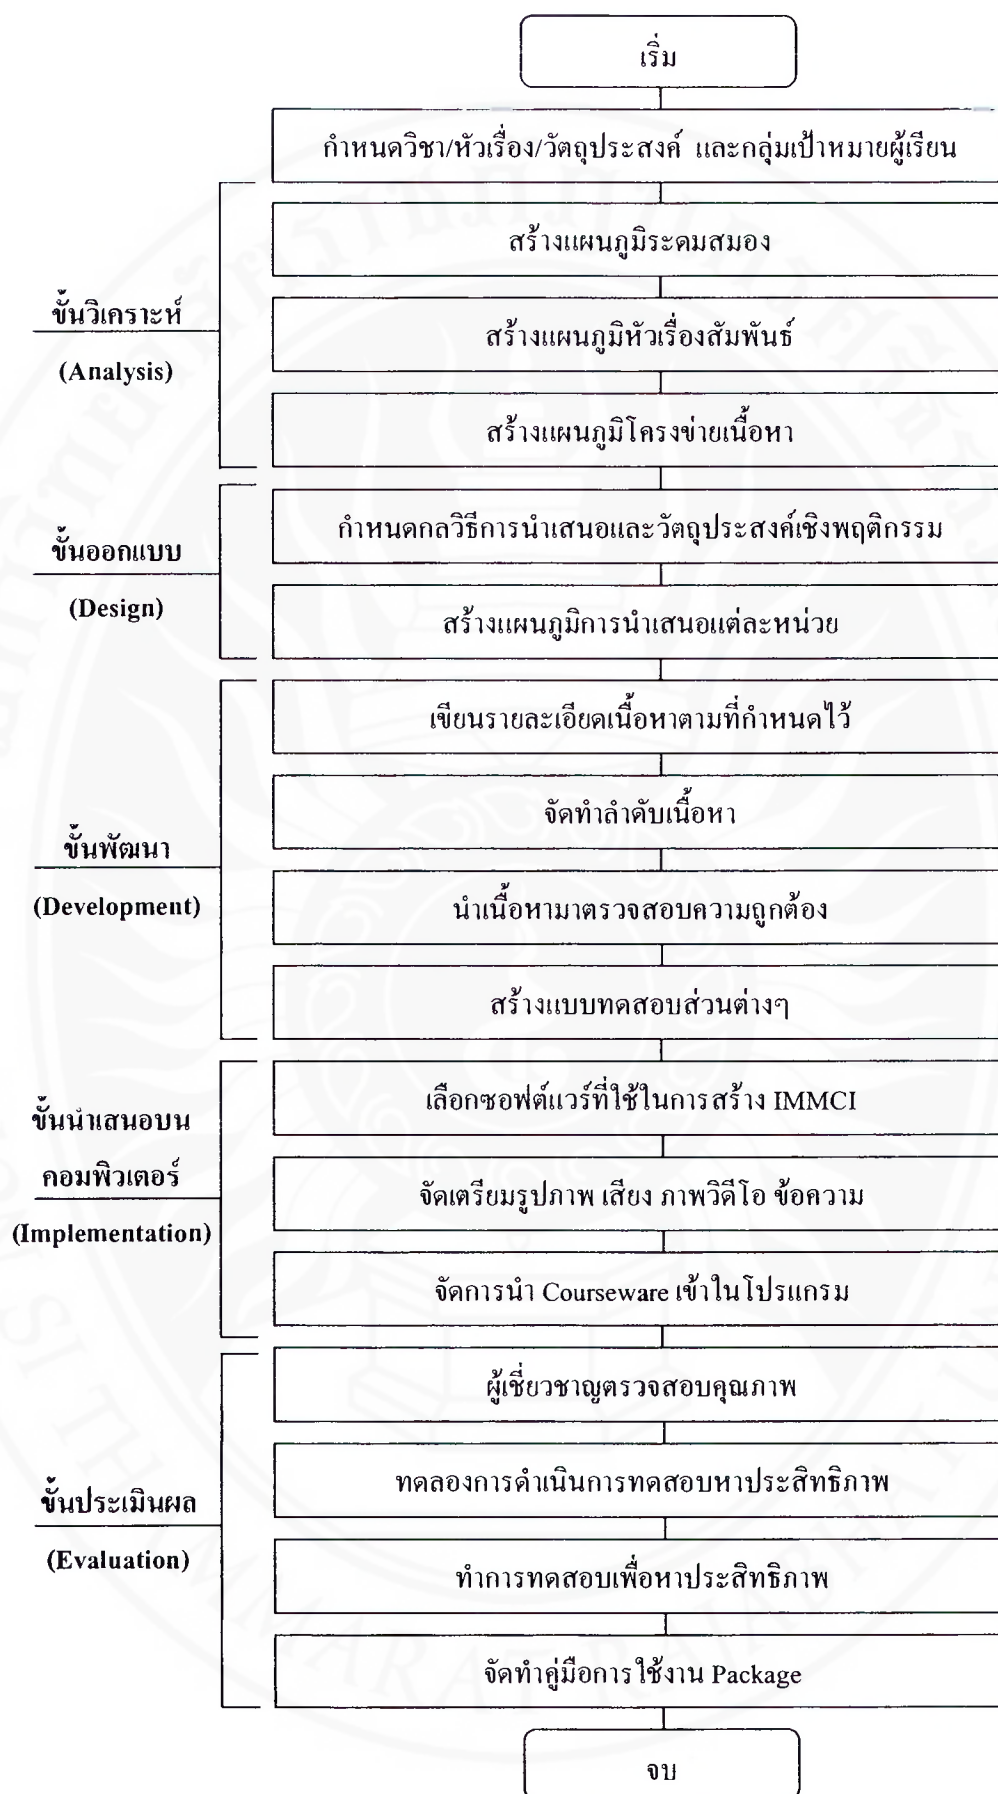 เริ่ม
กำหนดวิชา/หัวเรื่อง/วัตถุประสงค์ และกลุ่มเป้าหมายผู้เรียน
ขั้นวิเคราะห์
(Analysis)
สร้างแผนภูมิระดมสมอง
สร้างแผนภูมิหัวเรื่องสัมพันธ์
สร้างแผนภูมิโครงข่ายเนื้อหา
ขั้นออกแบบ
(Design)
กำหนดกลวิธีการนำเสนอและวัตถุประสงค์เชิงพฤติกรรม
สร้างแผนภูมิการนำเสนอแต่ละหน่วย
ขั้นพัฒนา
(Development)
เขียนรายละเอียดเนื้อหาตามที่กำหนดไว้
จัดทำลำดับเนื้อหา
นำเนื้อหามาตรวจสอบความถูกต้อง
สร้างแบบทดสอบส่วนต่างๆ
ขั้นนำเสนอบน
คอมพิวเตอร์
(Implementation)
เลือกซอฟต์แวร์ที่ใช้ในการสร้าง IMMCI
จัดเตรียมรูปภาพ เสียง ภาพวิดีโอ ข้อความ
จัดการนำ Courseware เข้าในโปรแกรม
ขั้นประเมินผล
(Evaluation)
ผู้เชี่ยวชาญตรวจสอบคุณภาพ
ทดลองการดำเนินการทดสอบหาประสิทธิภาพ
ทำการทดสอบเพื่อหาประสิทธิภาพ
จัดทำคู่มือการใช้งาน Package
จบ